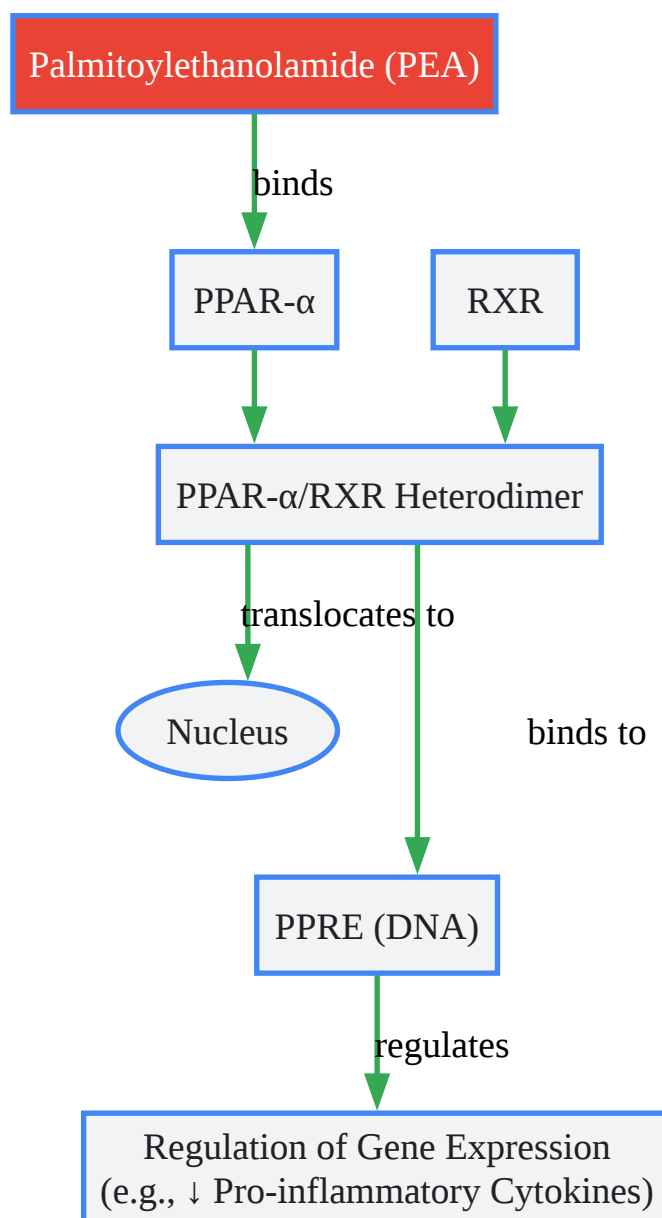 Palmitoylethanolamide (PEA)
binds
PPAR-α
RXR
PPAR-α/RXR Heterodimer
translocates to
Nucleus
binds to
PPRE (DNA)
regulates
Regulation of Gene Expression
(e.g., ↓ Pro-inflammatory Cytokines)